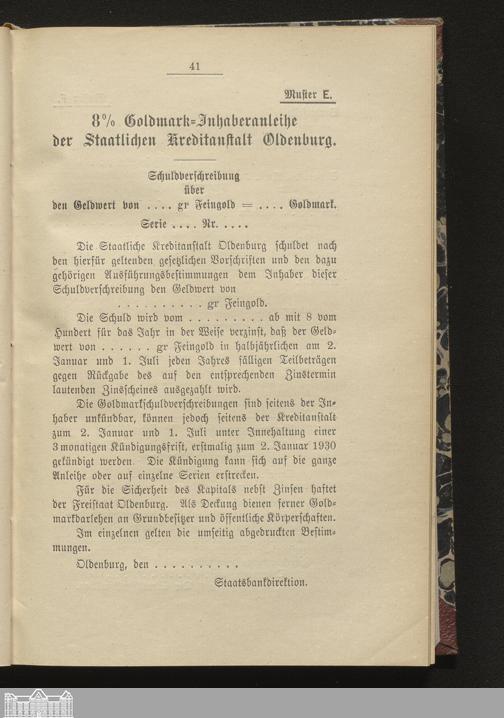 41
Muster E.
8% Goldmark=Inhaberanleihe
der Staatlichen Kreditanstalt Oldenburg.
Schuldverschreibung
über
den Geldwert von .... gr Feingold = .... Goldmark.
Serie .... Nr. ....
Die Staatliche Kreditanstalt Oldenburg schuldet nach
den hierfür geltenden gesetzlichen Vorschriften und den dazu
gehörigen Ausführungsbestimmungen dem Inhaber dieser
Schuldverschreibung den Geldwert von
.......... gr Feingold.
Die Schuld wird vom ......... ab mit 8 vom
Hundert für das Jahr in der Weise verzinst, daß der Geld=
wert von ...... gr Feingold in halbjährlichen am 2.
Januar und 1. Juli jeden Jahres fälligen Teilbeträgen
gegen Rückgabe des auf den entsprechenden Zinstermin
lautenden Zinsscheines ausgezahlt wird.
Die Goldmarkschuldverschreibungen sind seitens der In=
haber unkündbar, können jedoch seitens der Kreditanstalt
zum 2. Januar und 1. Juli unter Innehaltung einer
3 monatigen Kündigungsfrist, erstmalig zum 2. Januar 1930
gekündigt werden. Die Kündigung kann sich auf die ganze
Anleihe oder auf einzelne Serien erstrecken.
Für die Sicherheit des Kapitals nebst Zinsen haftet
der Freistaat Oldenburg. Als Deckung dienen ferner Gold=
markdarlehen an Grundbesitzer und öffentliche Körperschaften.
Im einzelnen gelten die umseitig abgedruckten Bestim=
mungen.
Oldenburg, den ..........
Staatsbankdirektion.